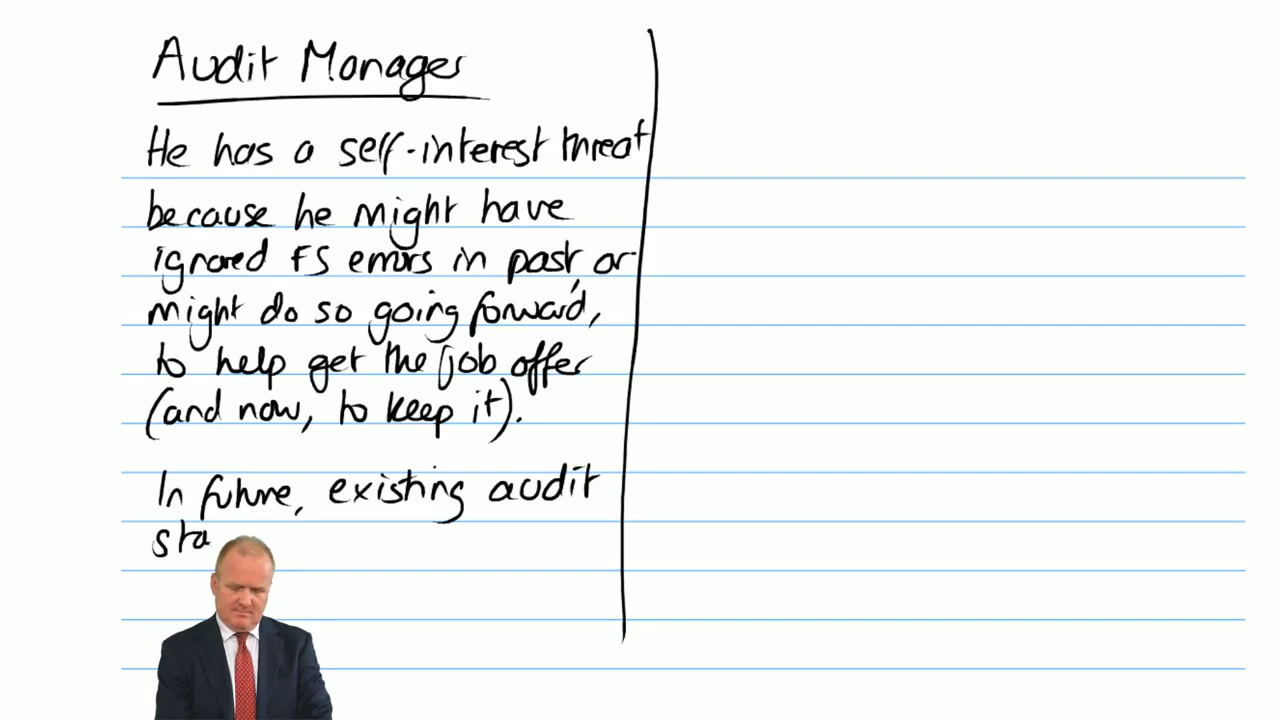 Audit Manager
He has a self-interest threat
because he might have
ignored FS errors in past, or
might do so going forward,
to help get the job offer
(and now, to keep it).
In future, existing audit
sta